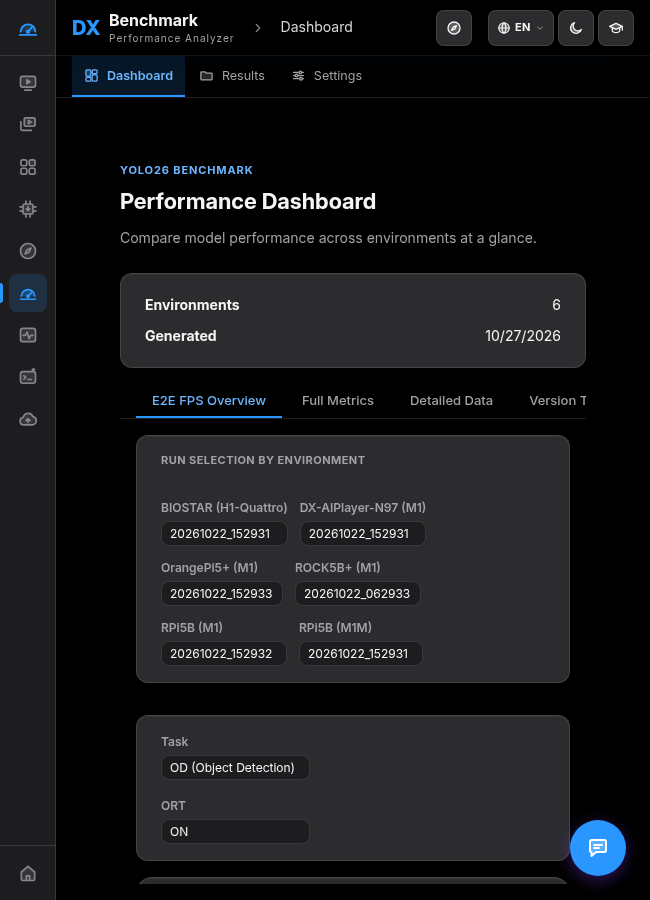 DX Benchmark
Performance Analyzer
Dashboard
EN
Dashboard Results Settings
YOLO26 BENCHMARK
Performance Dashboard
Compare model performance across environments at a glance.
Environments 6
Generated 10/27/2026
E2E FPS Overview Full Metrics Detailed Data Version T
RUN SELECTION BY ENVIRONMENT
BIOSTAR (H1-Quattro) DX-AIPlayer-N97 (M1)
20261022_152931 20261022_152931
OrangePi5+ (M1) ROCK5B+ (M1)
20261022_152933 20261022_062933
RPi5B (M1) RPi5B (M1M)
20261022_152932 20261022_152931
Task
OD (Object Detection)
ORT
ON